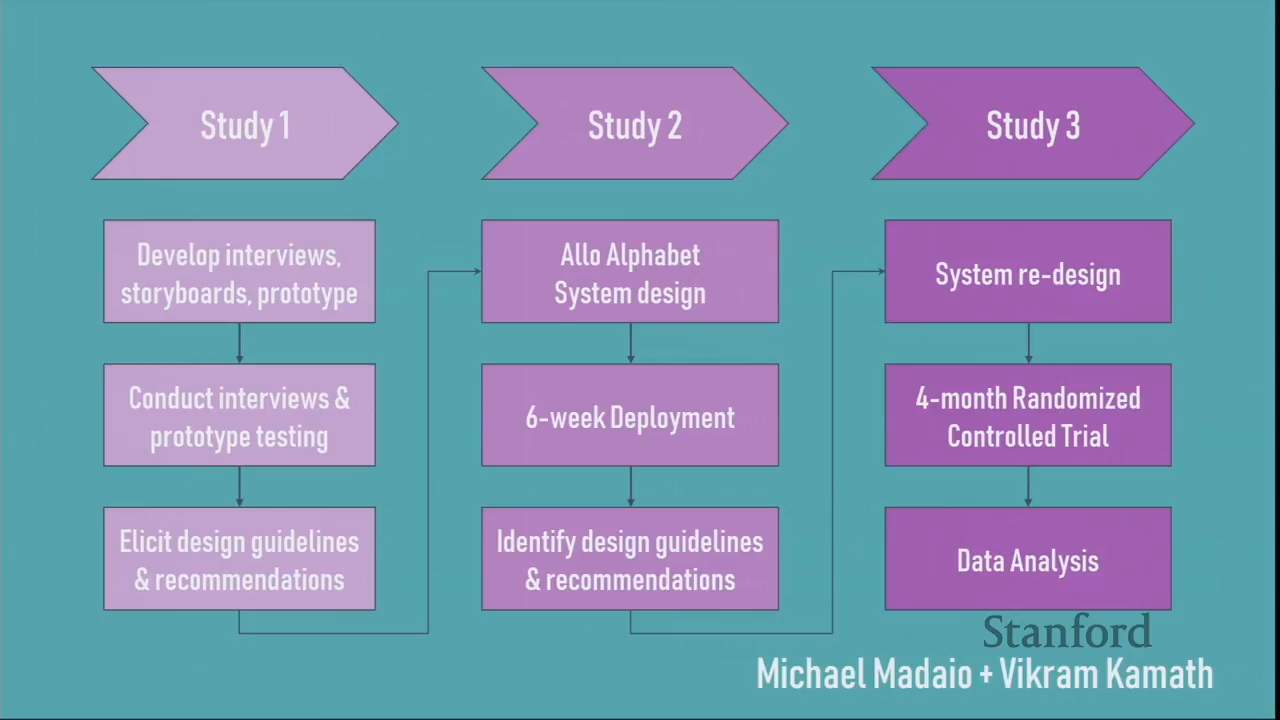 Study 1
Study 2
Study 3
Develop interviews,
storyboards, prototype
Allo Alphabet
System design
System re-design
Conduct interviews &
prototype testing
6-week Deployment
4-month Randomized
Controlled Trial
Elicit design guidelines
& recommendations
Identify design guidelines
& recommendations
Data Analysis
Stanford
Michael Madaio + Vikram Kamath